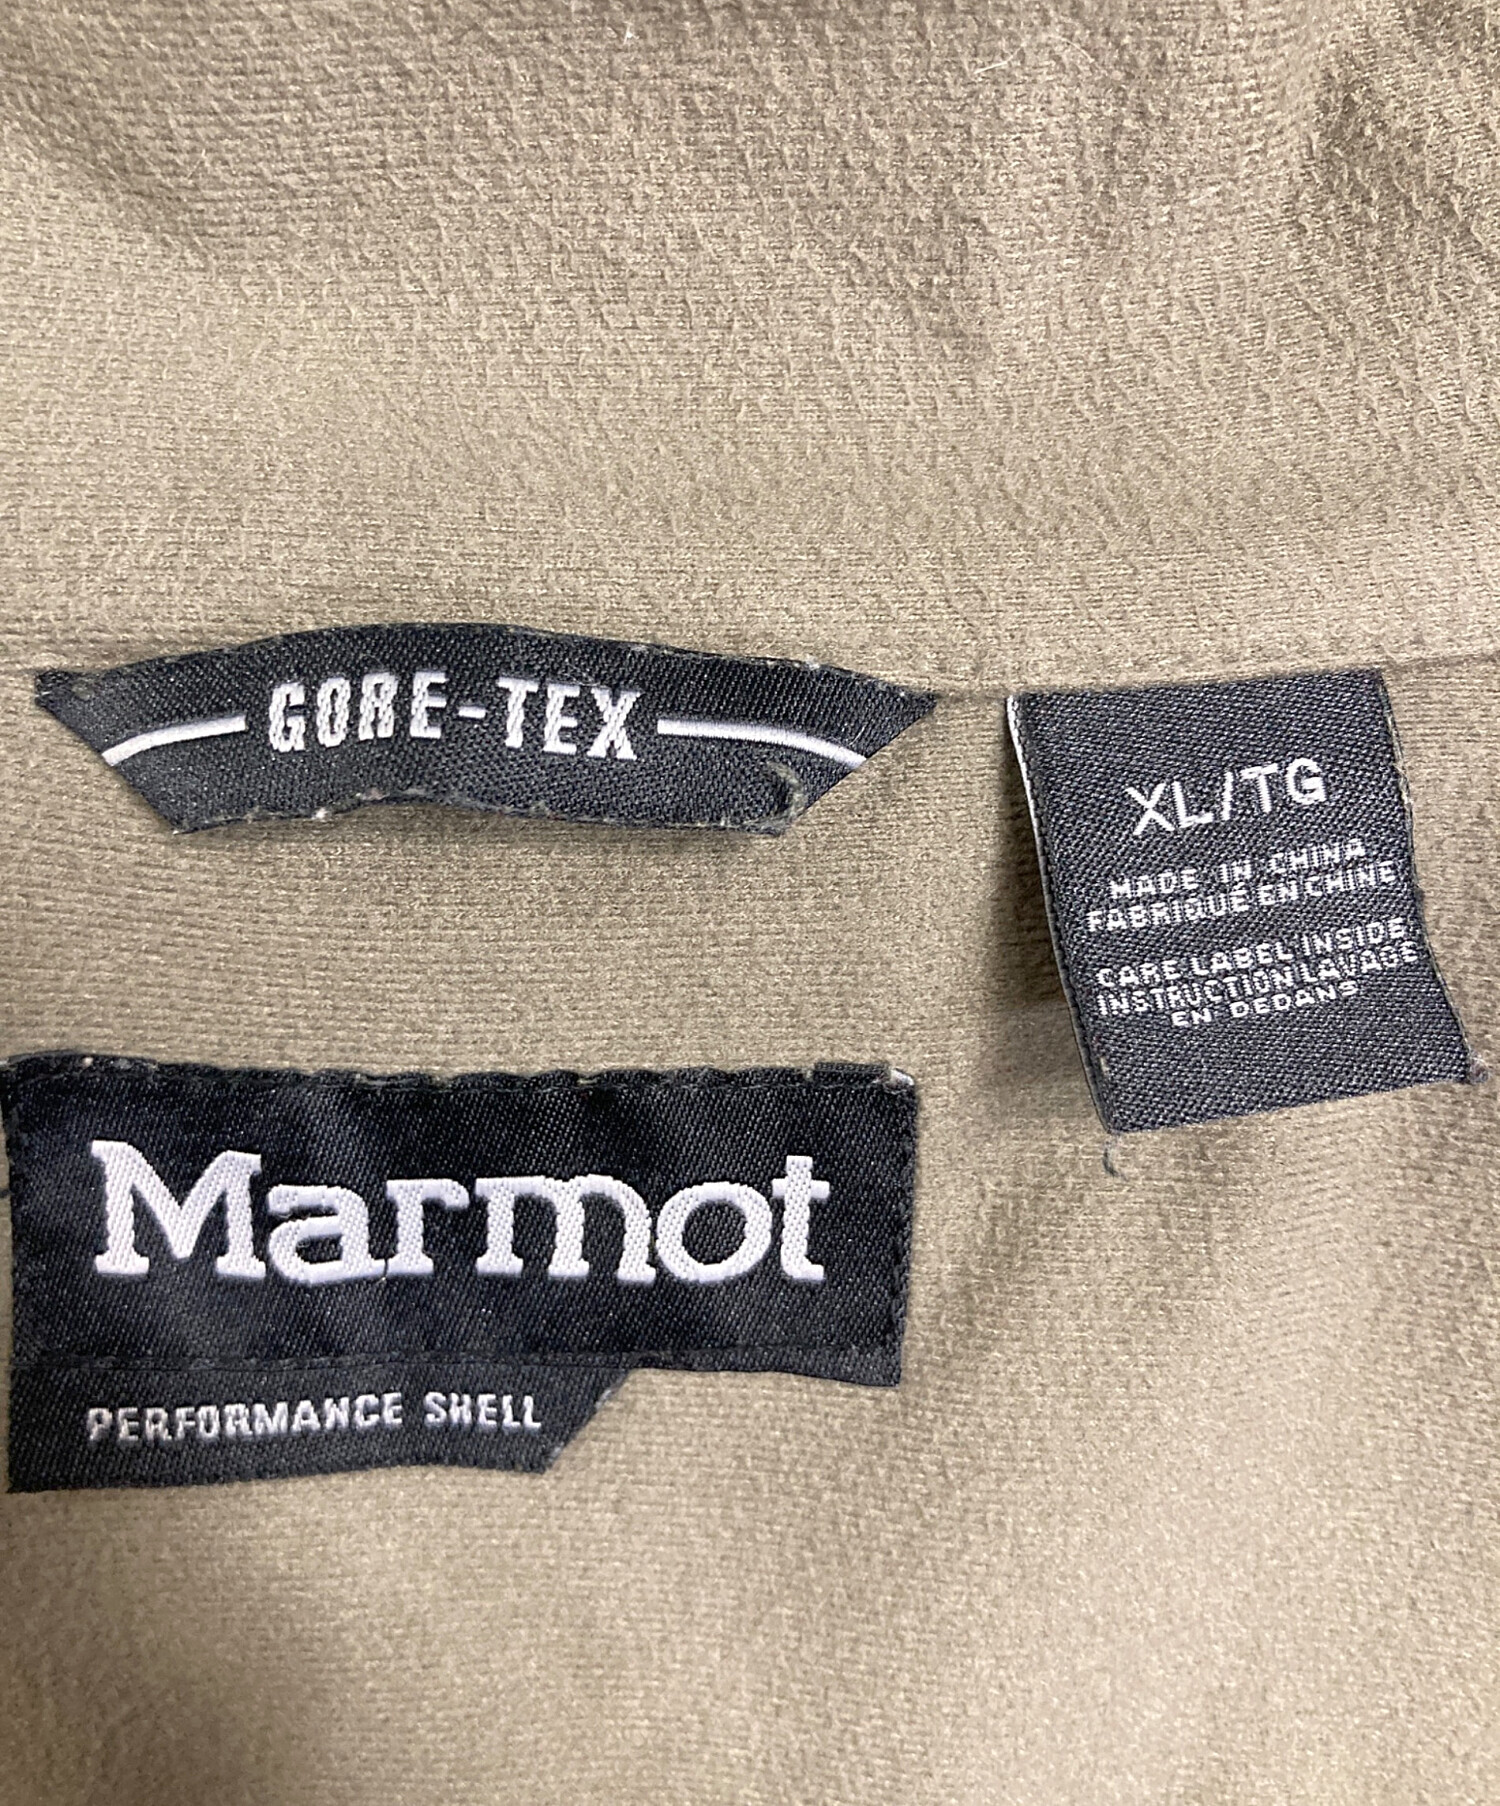 GORE-TEX
XL/TG
MADE IN CHINA
FABRIQUÉ EN CHINE
CARE LABEL INSIDE
INSTRUCTION LAVAGE
EN DEDANS
Marmot
PERFORMANCE SHELL